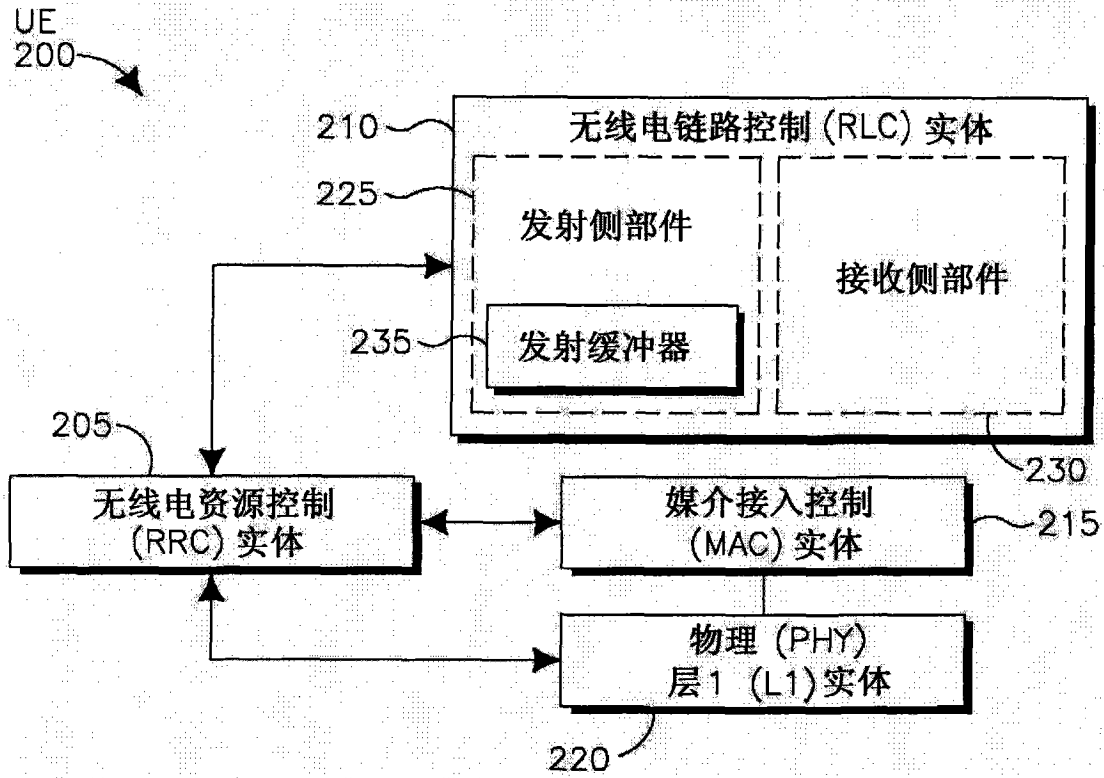 UE
200
210
无线电链路控制 (RLC) 实体
225
发射侧部件
接收侧部件
235
发射缓冲器
205
230
无线电资源控制
(RRC) 实体
媒介接入控制
(MAC) 实体
215
物理 (PHY)
层1 (L1) 实体
220